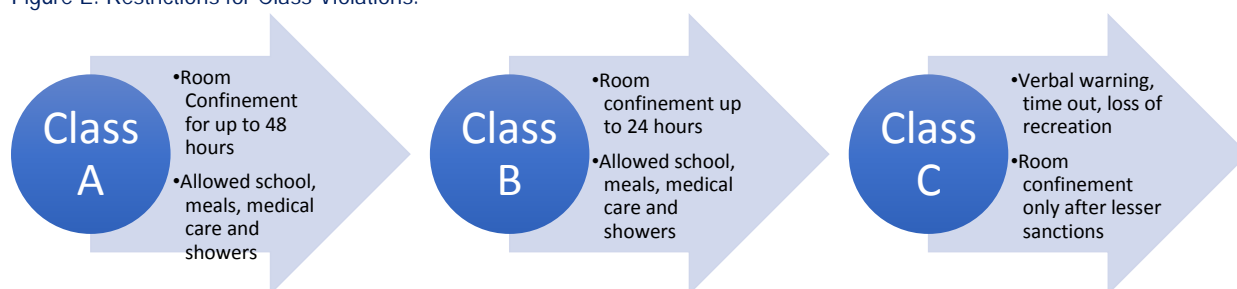 Figure E: Restrictions for Class Violations.
Class
A
•Room
Confinement
for up to 48
hours
•Allowed school,
meals, medical
care and
showers
Class
B
•Room
confinement up
to 24 hours
•Allowed school,
meals, medical
care and
showers
Class
C
•Verbal warning,
time out, loss of
recreation
•Room
confinement
only after lesser
sanctions